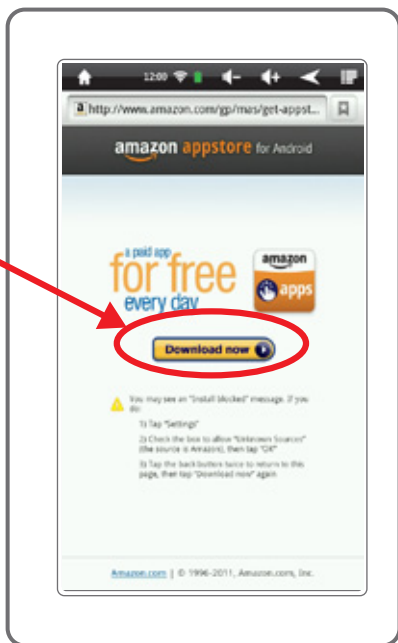 12:00
http://www.amazon.com/gp/mas/get-appst...
amazon appstore for Android
a paid app
for free
every day
amazon
apps
Download now
You may see an "Install blocked" message. If you
do:
1) Tap "Settings"
2) Check the box to allow "Unknown Sources"
(the source is Amazon), then tap "OK"
3) Tap the back button twice to return to this
page, then tap "Download now" again
Amazon.com | © 1996-2011, Amazon.com, Inc.